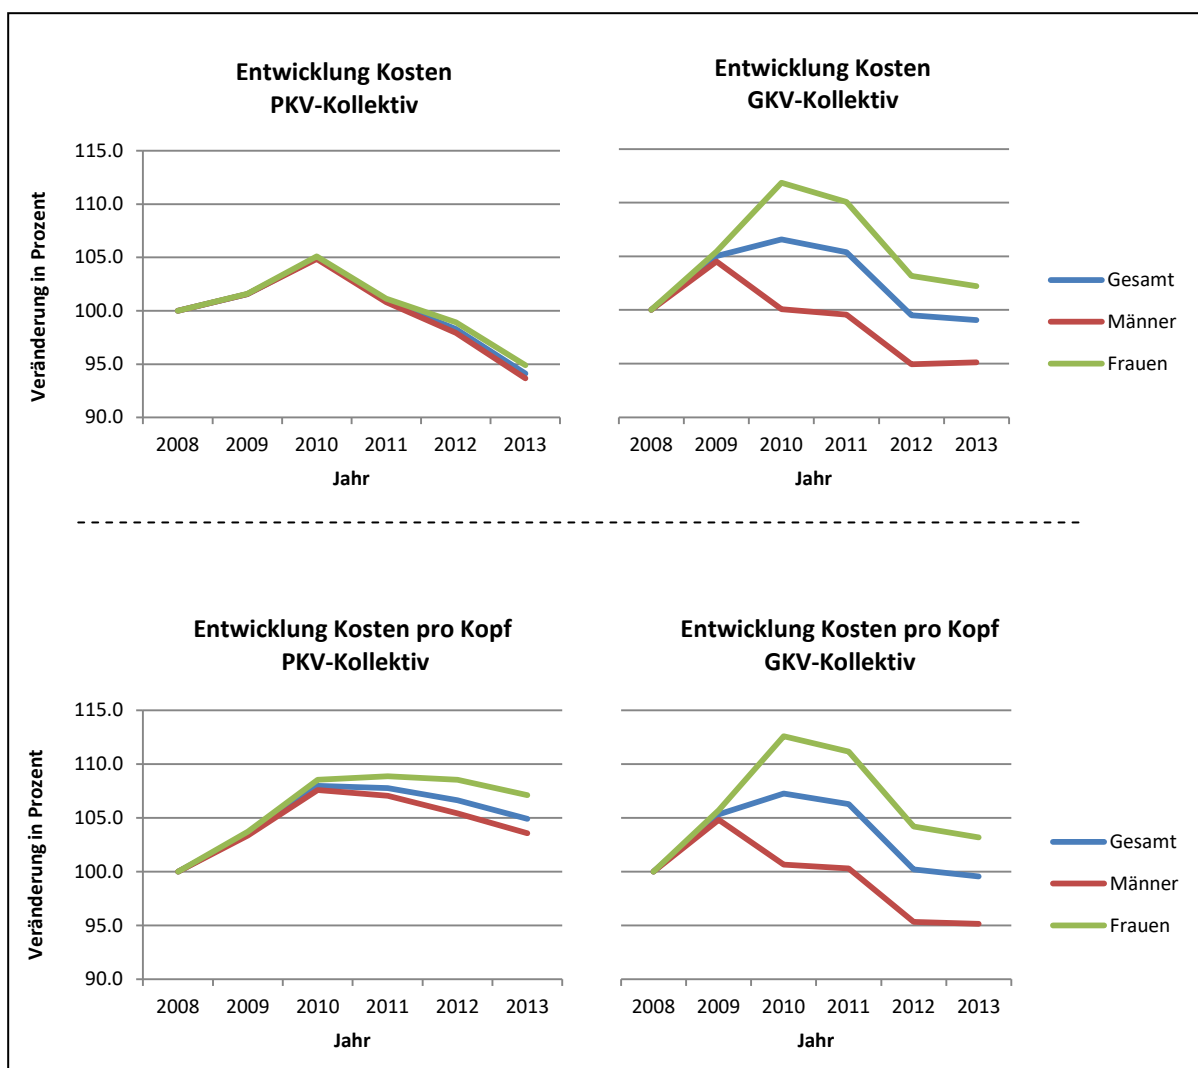 Entwicklung Kosten
PKV-Kollektiv
Entwicklung Kosten
GKV-Kollektiv
Veränderung in Prozent
115.0
110.0
105.0
100.0
95.0
90.0
2008 2009 2010 2011 2012 2013
Jahr
2008 2009 2010 2011 2012 2013
Jahr
Gesamt
Männer
Frauen
Entwicklung Kosten pro Kopf
PKV-Kollektiv
Entwicklung Kosten pro Kopf
GKV-Kollektiv
Veränderung in Prozent
115.0
110.0
105.0
100.0
95.0
90.0
2008 2009 2010 2011 2012 2013
Jahr
2008 2009 2010 2011 2012 2013
Jahr
Gesamt
Männer
Frauen